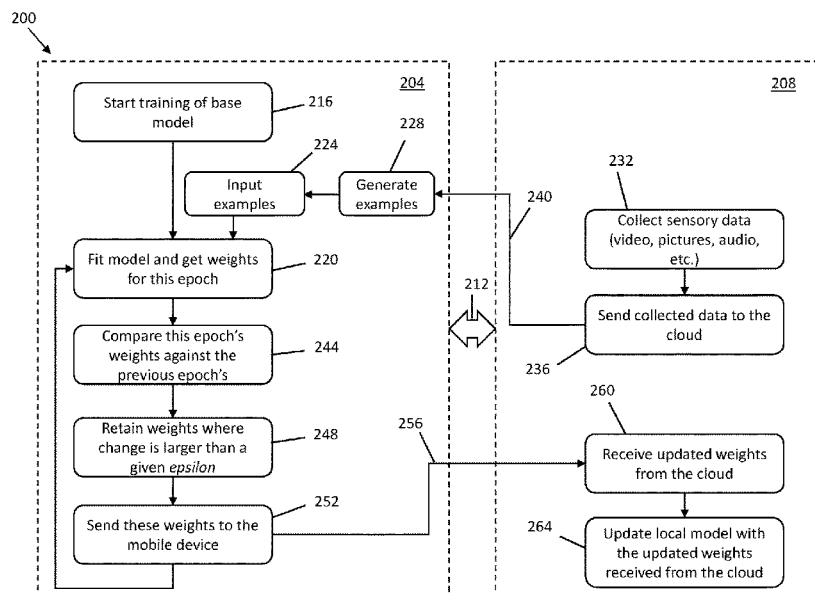 200
204
208
Start training of base
model
216
224
228
Input
examples
Generate
examples
232
240
Collect sensory data
(video, pictures, audio,
etc.)
Fit model and get weights
for this epoch
220
212
Send collected data to the
cloud
236
Compare this epoch's
weights against the
previous epoch's
244
Retain weights where
change is larger than a
given epsilon
248
256
260
Receive updated weights
from the cloud
252
Send these weights to the
mobile device
264
Update local model with
the updated weights
received from the cloud